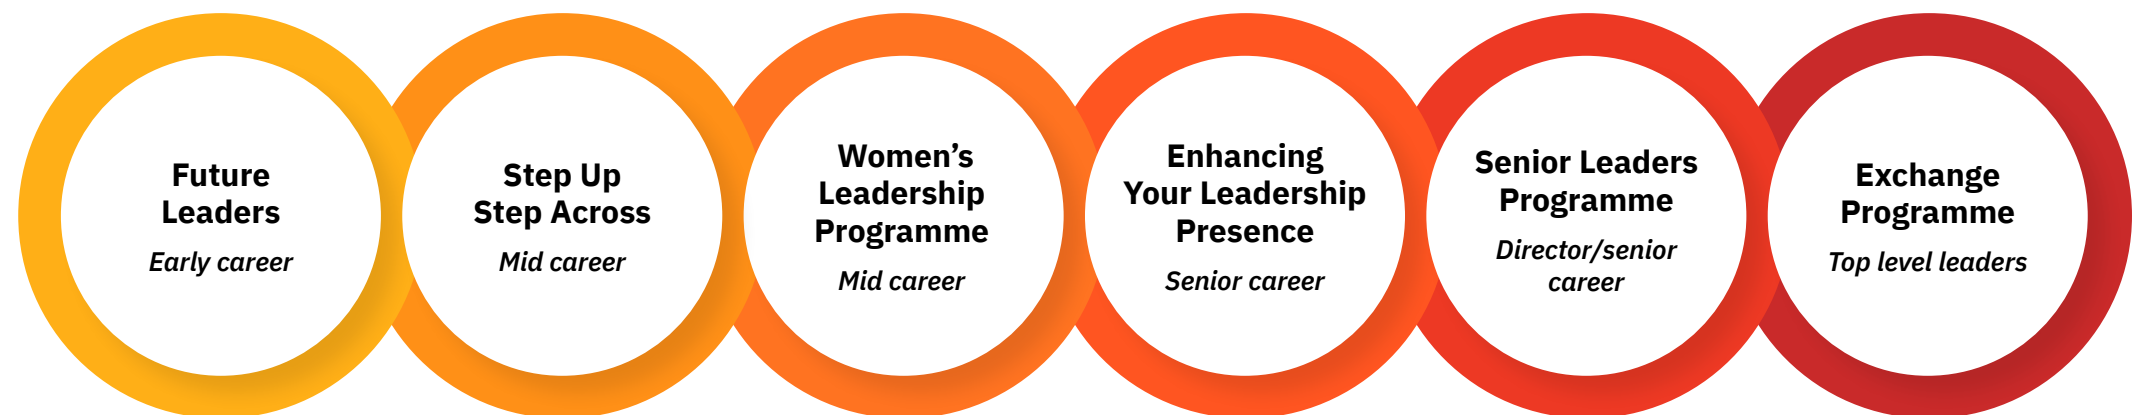 Future
Leaders
Early career
Step Up
Step Across
Mid career
Women’s
Leadership
Programme
Mid career
Enhancing
Your Leadership
Presence
Senior career
Senior Leaders
Programme
Director/senior
career
Exchange
Programme
Top level leaders